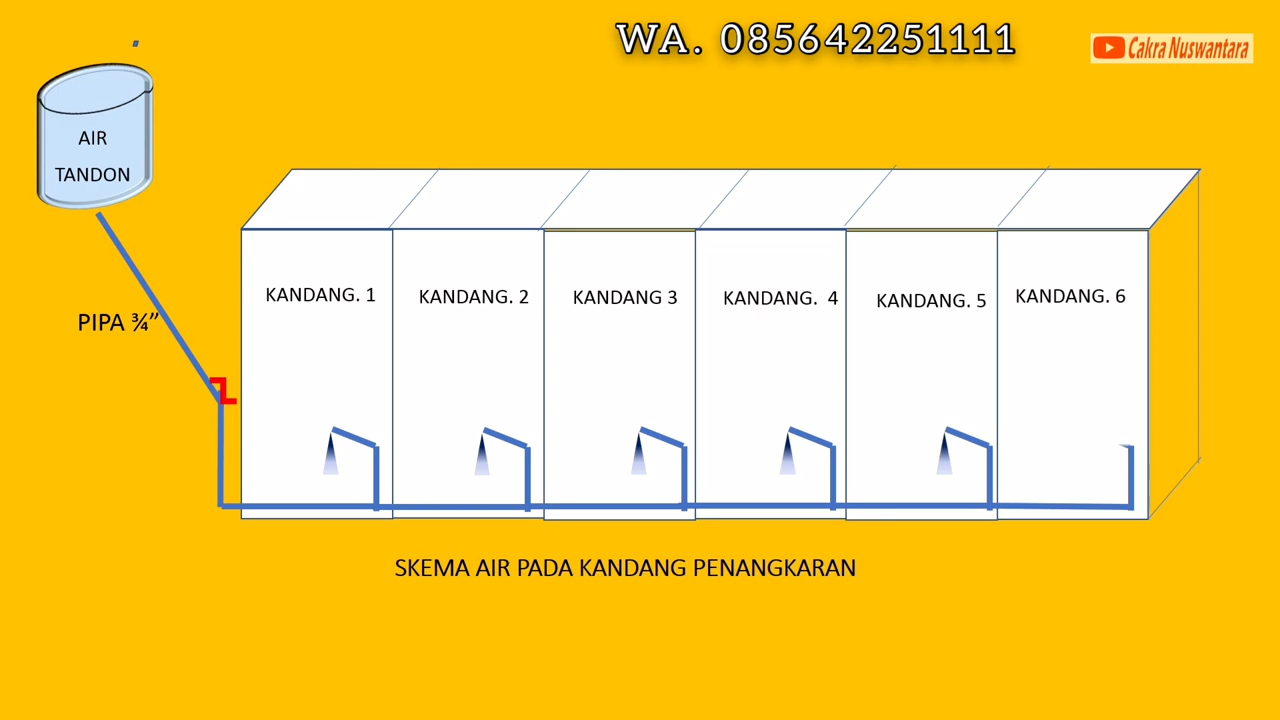 WA. 085642251111
Cakra Nuswantara
AIR
TANDON
KANDANG. 1
KANDANG. 2
KANDANG 3
KANDANG.  4
KANDANG. 5
KANDANG. 6
PIPA ¾”
SKEMA AIR PADA KANDANG PENANGKARAN